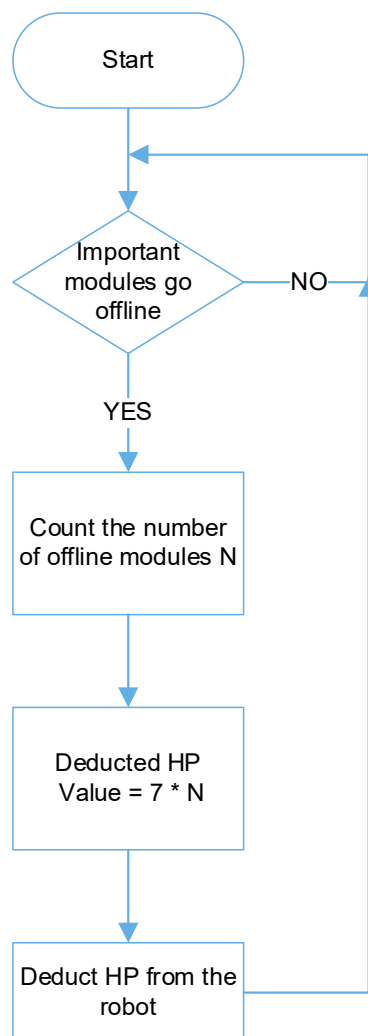 Start
Important
modules go
offline
NO
YES
Count the number
of offline modules N
Deducted HP
Value = 7 * N
Deduct HP from the
robot